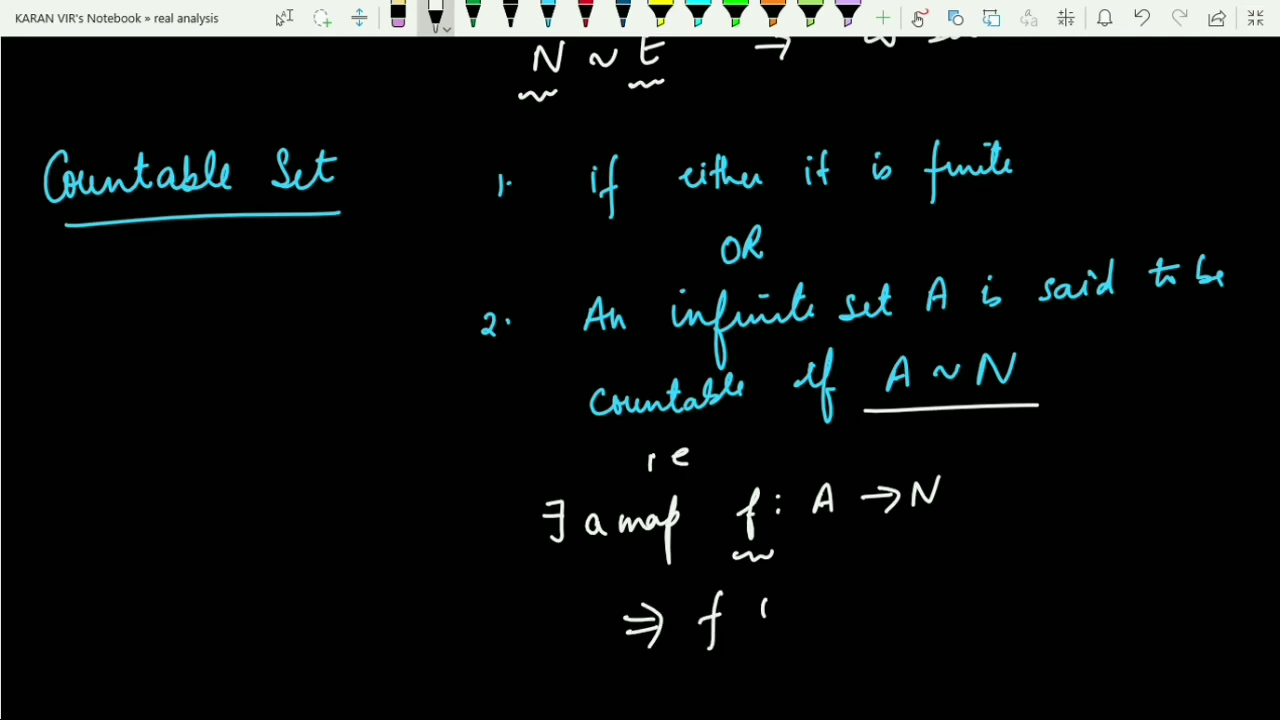 KARAN VIR's Notebook » real analysis
N ~ E →
Countable Set
1. if either it is finite
OR
2. An infinite set A is said to be
Countable if A ~ N
ie
∃ a map f: A → N
⇒ f